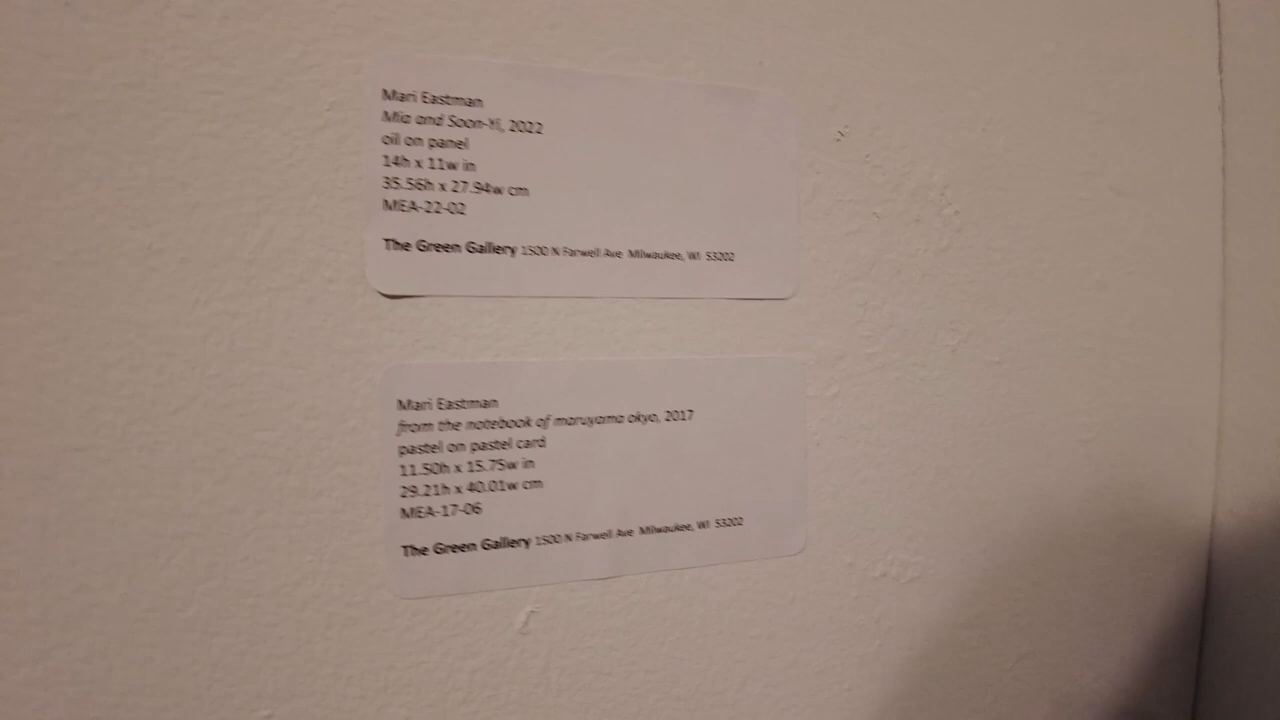 Mari Eastman
Mia and Soon-Yi, 2022
oil on panel
14h x 11w in
35.56h x 27.94w cm
MEA-22-02
The Green Gallery 1500 N Farwell Ave Milwaukee, WI 53202
Mari Eastman
from the notebook of maruyama okyo, 2017
pastel on pastel card
11.50h x 15.75w in
29.21h x 40.01w cm
MEA-17-06
The Green Gallery 1500 N Farwell Ave Milwaukee, WI 53202